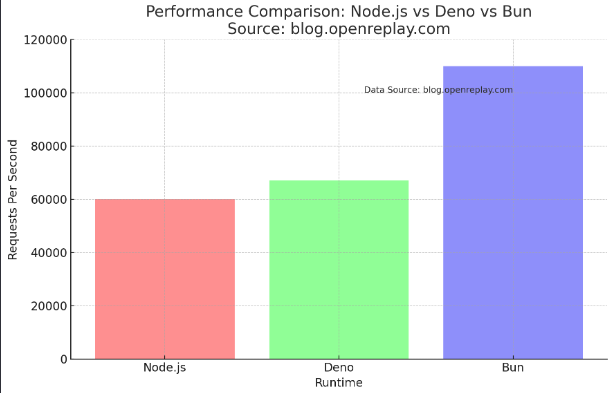 Performance Comparison: Node.js vs Deno vs Bun
Source: blog.openreplay.com
120000
100000
80000
60000
40000
20000
0
Requests Per Second
Data Source: blog.openreplay.com
Node.js
Deno
Bun
Runtime